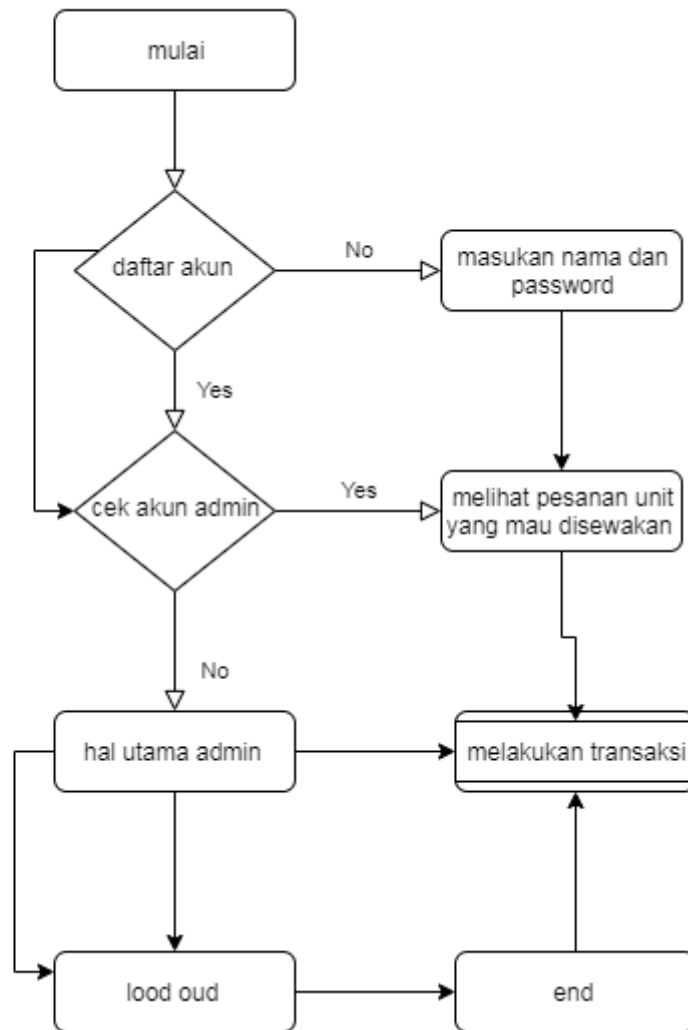 mulai
daftar akun
No
masukan nama dan
password
Yes
cek akun admin
Yes
melihat pesanan unit
yang mau disewakan
No
hal utama admin
melakukan transaksi
lood oud
end